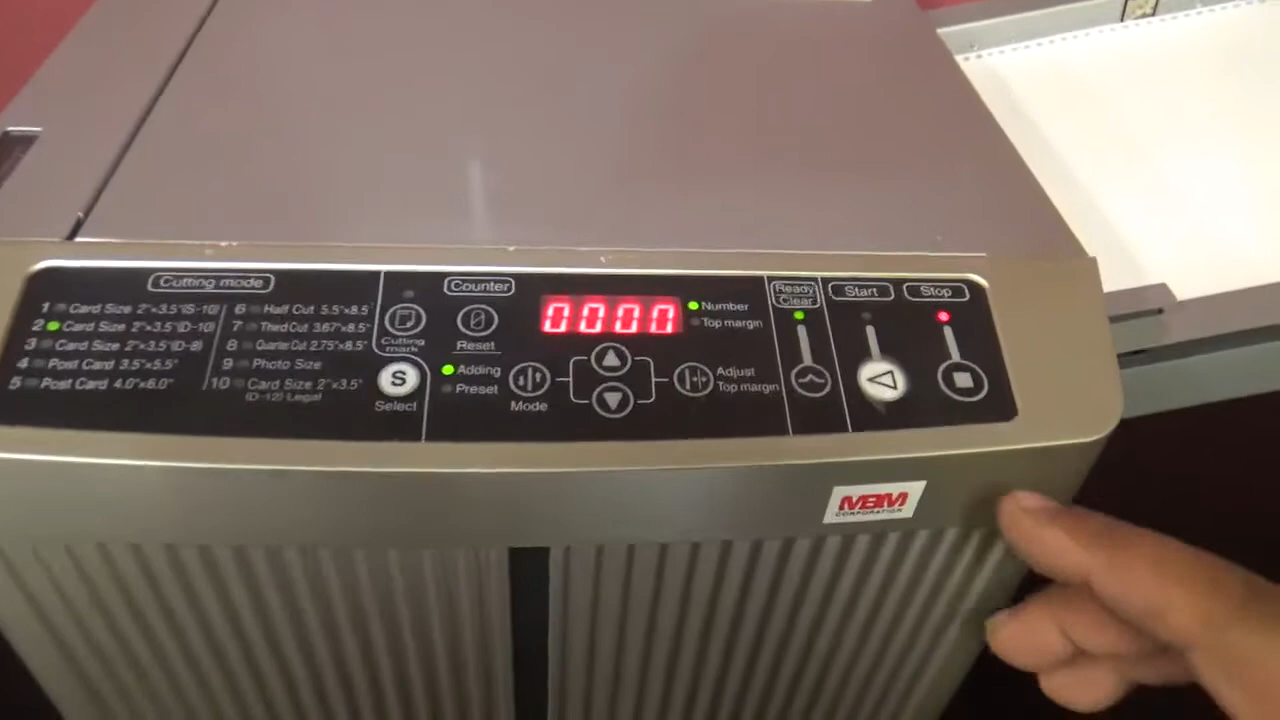 Cutting mode
1 Card Size 2"×3.5"(S-10)
2 Card Size 2"×3.5"(D-10)
3 Card Size 2"×3.5"(D-8)
4 Post Card 3.5"×5.5"
5 Post Card 4.0"×6.0"
6 Half Cut 5.5"×8.5"
7 Third Cut 3.67"×8.5"
8 Quarter Cut 2.75"×8.5"
9 Photo Size
10 Card Size 2"×3.5"
(D-12) Legal
Cutting
mark
S
Select
Counter
Reset
Adding
Preset
Mode
0000
Number
Top margin
Adjust
Top margin
Ready
Clear
Start
Stop
MBM
CORPORATION